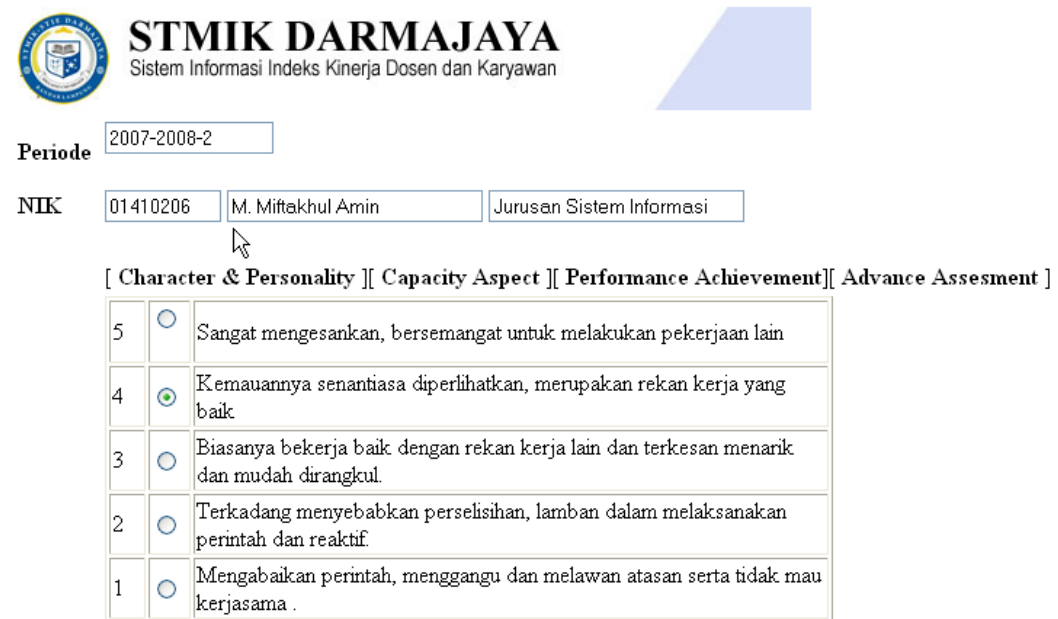 STMIK DARMAJAYA
Sistem Informasi Indeks Kinerja Dosen dan Karyawan
Periode 2007-2008-2
NIK 01410206 M. Miftakhul Amin Jurusan Sistem Informasi
[ Character & Personality ][ Capacity Aspect ][ Performance Achievement][ Advance Assesment ]
5 Sangat mengesankan, bersemangat untuk melakukan pekerjaan lain
4 Kemauannya senantiasa diperlihatkan, merupakan rekan kerja yang
baik
3 Biasanya bekerja baik dengan rekan kerja lain dan terkesan menarik
dan mudah dirangkul.
2 Terkadang menyebabkan perselisihan, lamban dalam melaksanakan
perintah dan reaktif.
1 Mengabaikan perintah, menggangu dan melawan atasan serta tidak mau
kerjasama .